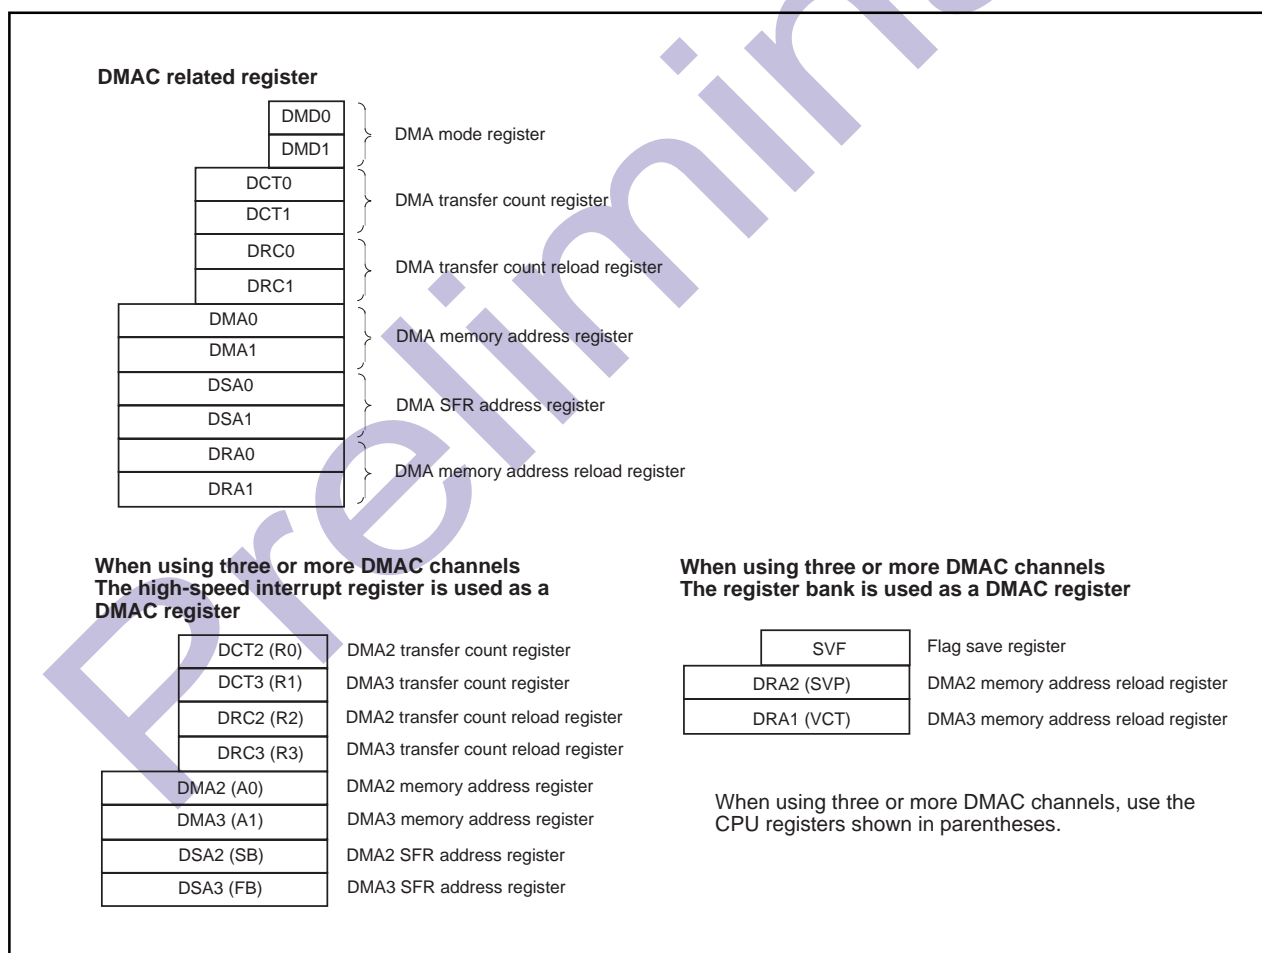 DMAC related register
DMD0
DMD1
DMA mode register
DCT0
DCT1
DMA transfer count register
DRC0
DRC1
DMA transfer count reload register
DMA0
DMA1
DMA memory address register
DSA0
DSA1
DMA SFR address register
DRA0
DRA1
DMA memory address reload register
When using three or more DMAC channels
The high-speed interrupt register is used as a
DMAC register
DCT2 (R0) DMA2 transfer count register
DCT3 (R1) DMA3 transfer count register
DRC2 (R2) DMA2 transfer count reload register
DRC3 (R3) DMA3 transfer count reload register
DMA2 (A0) DMA2 memory address register
DMA3 (A1) DMA3 memory address register
DSA2 (SB) DMA2 SFR address register
DSA3 (FB) DMA3 SFR address register
When using three or more DMAC channels
The register bank is used as a DMAC register
SVF Flag save register
DRA2 (SVP) DMA2 memory address reload register
DRA1 (VCT) DMA3 memory address reload register
When using three or more DMAC channels, use the
CPU registers shown in parentheses.
Prelimin